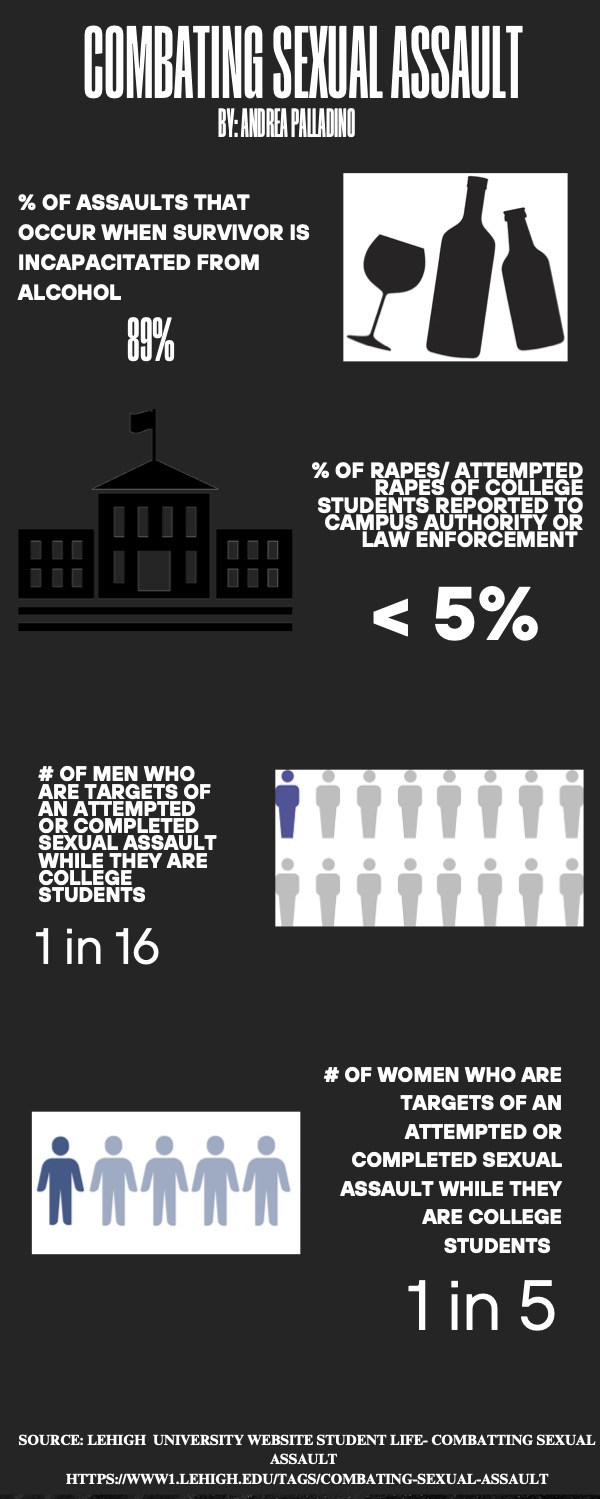 COMBATING SEXUAL ASSAULT
BY: ANDREA PALLADINO
% OF ASSAULTS THAT
OCCUR WHEN SURVIVOR IS
INCAPACITATED FROM
ALCOHOL
89%
% OF RAPES/ ATTEMPTED
RAPES OF COLLEGE
STUDENTS REPORTED TO
CAMPUS AUTHORITY OR
LAW ENFORCEMENT
< 5%
# OF MEN WHO
ARE TARGETS OF
AN ATTEMPTED
OR COMPLETED
SEXUAL ASSAULT
WHILE THEY ARE
COLLEGE
STUDENTS
1 in 16
# OF WOMEN WHO ARE
TARGETS OF AN
ATTEMPTED OR
COMPLETED SEXUAL
ASSAULT WHILE THEY
ARE COLLEGE
STUDENTS
1 in 5
SOURCE: LEHIGH UNIVERSITY WEBSITE STUDENT LIFE- COMBATTING SEXUAL
ASSAULT
HTTPS://WWW1.LEHIGH.EDU/TAGS/COMBATING-SEXUAL-ASSAULT